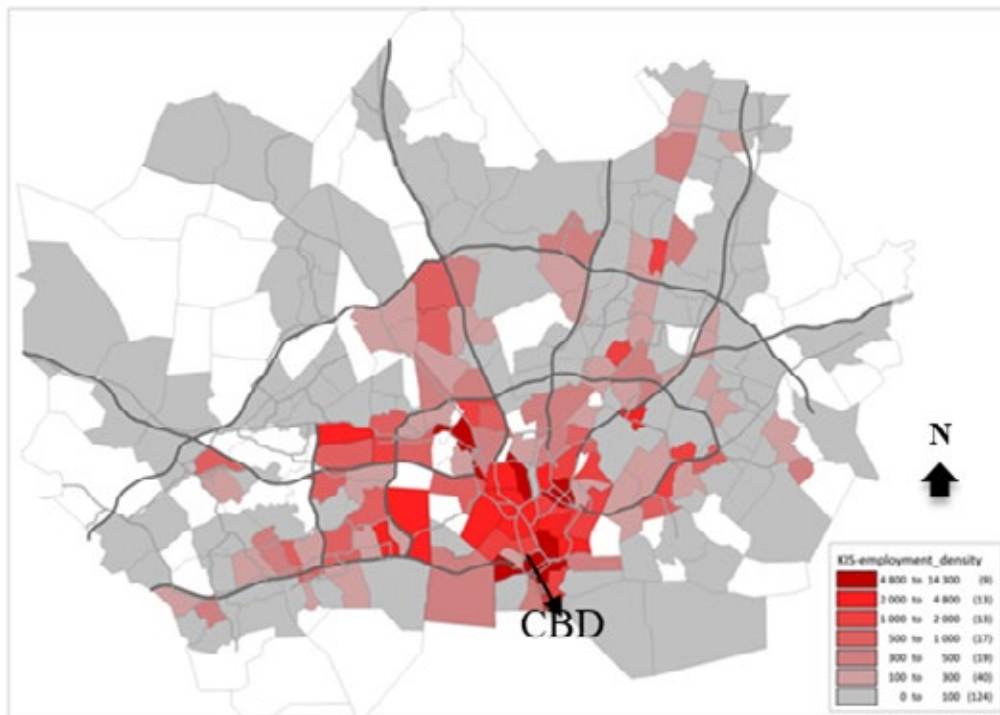 N
CBD
KIS-employment_density
4 800 to 14 300 (9)
2 000 to 4 800 (13)
1 000 to 2 000 (13)
500 to 1 000 (17)
300 to 500 (19)
100 to 300 (40)
0 to 100 (124)